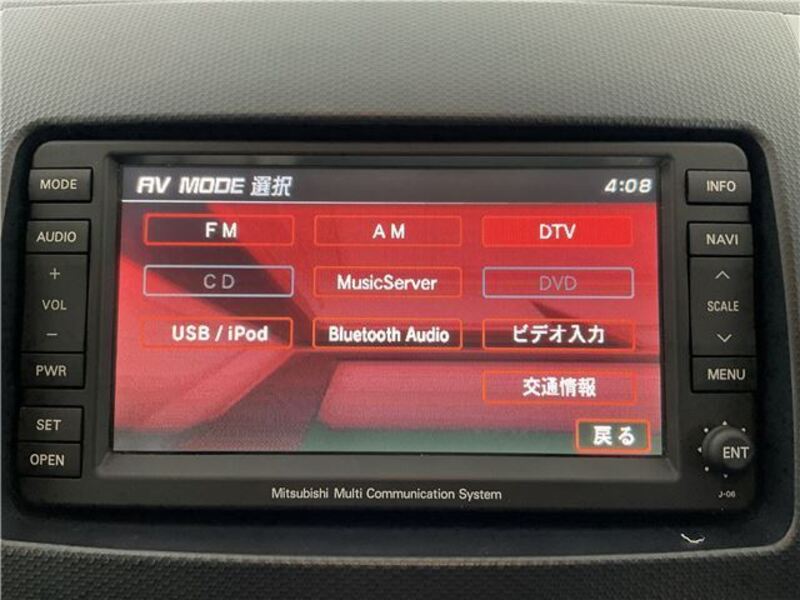 AV MODE 選択 4:08
MODE
AUDIO
+
VOL
−
PWR
SET
OPEN
FM AM DTV
CD MusicServer DVD
USB / iPod Bluetooth Audio ビデオ入力
交通情報
戻る
INFO
NAVI
SCALE
MENU
ENT
J-06
Mitsubishi Multi Communication System